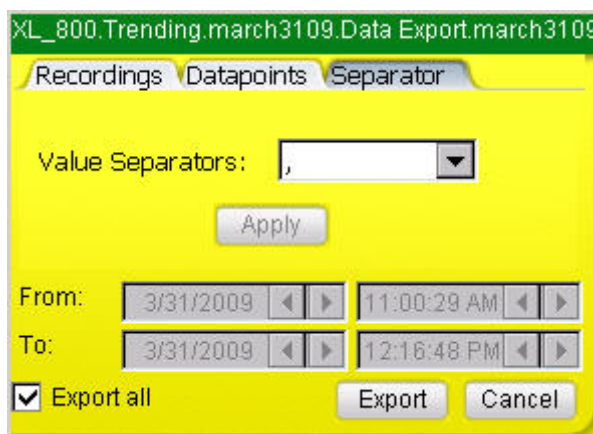 XL_800.Trending.march3109.Data Export.march3109
Recordings Datapoints Separator
Value Separators: ,
Apply
From: 3/31/2009 11:00:29 AM
To: 3/31/2009 12:16:48 PM
Export all Export Cancel